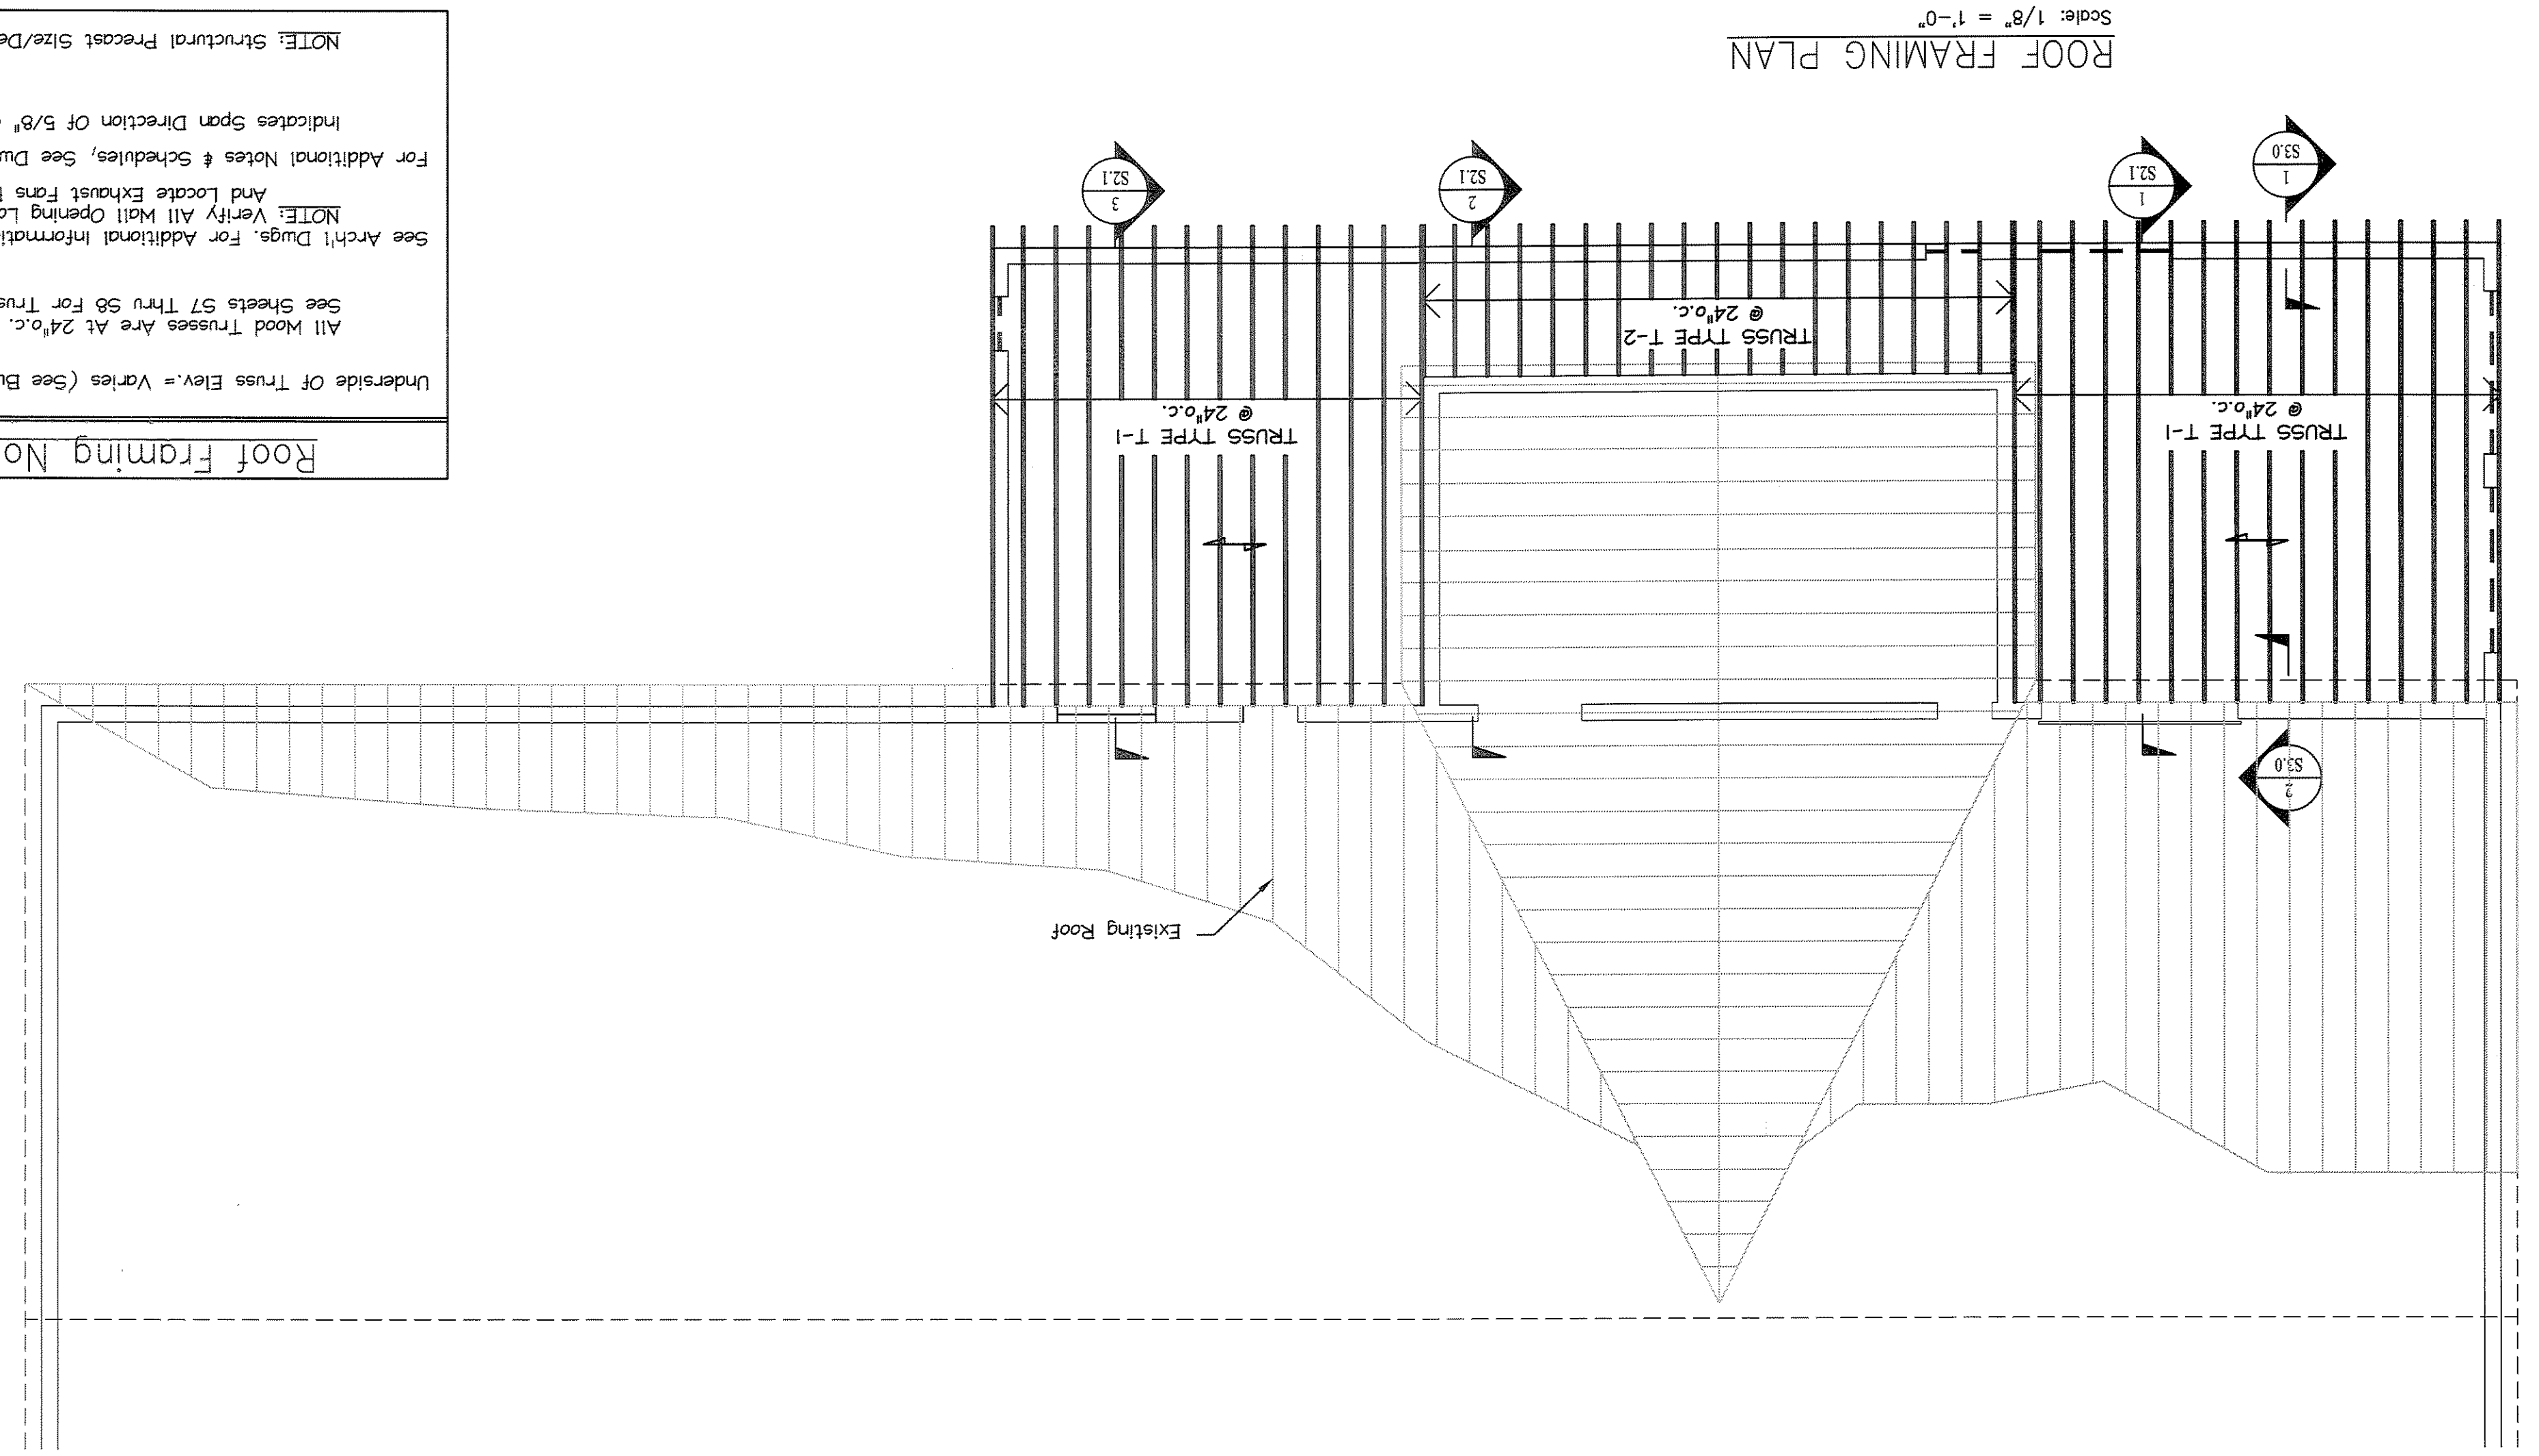 Existing Roof
2
S3.0
TRUSS TYPE T-1
@ 24"o.c.
TRUSS TYPE T-2
@ 24"o.c.
TRUSS TYPE T-1
@ 24"o.c.
1
S3.0
1
S2.1
2
S2.1
3
S2.1
ROOF FRAMING PLAN
Scale: 1/8" = 1'-0"
Roof Framing No
Underside Of Truss Elev.= Varies (See Bu
All Wood Trusses Are At 24"o.c.
See Sheets S7 Thru S8 For Trus
See Arch'l Dwgs. For Additional Informati
NOTE: Verify All Wall Opening Lo
And Locate Exhaust Fans
For Additional Notes & Schedules, See Dw
Indicates Span Direction Of 5/8"
NOTE: Structural Precast Size/De